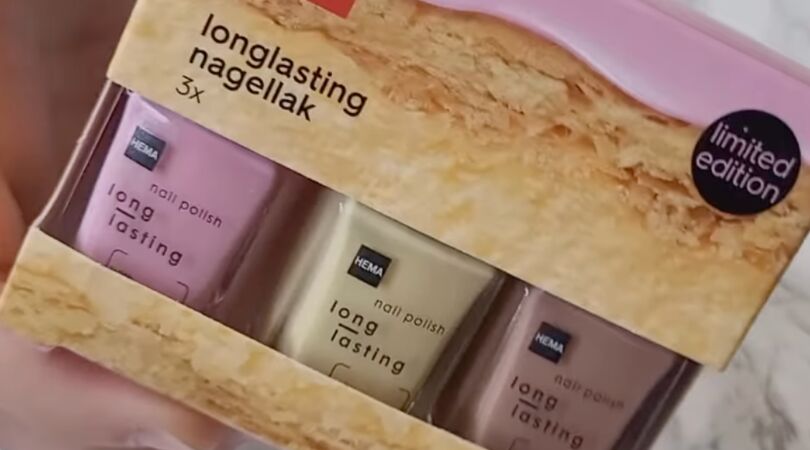 longlasting
nagellak
3x
limited
edition
HEMA
nail polish
long
lasting
HEMA
nail polish
long
lasting
HEMA
nail polish
long
lasting